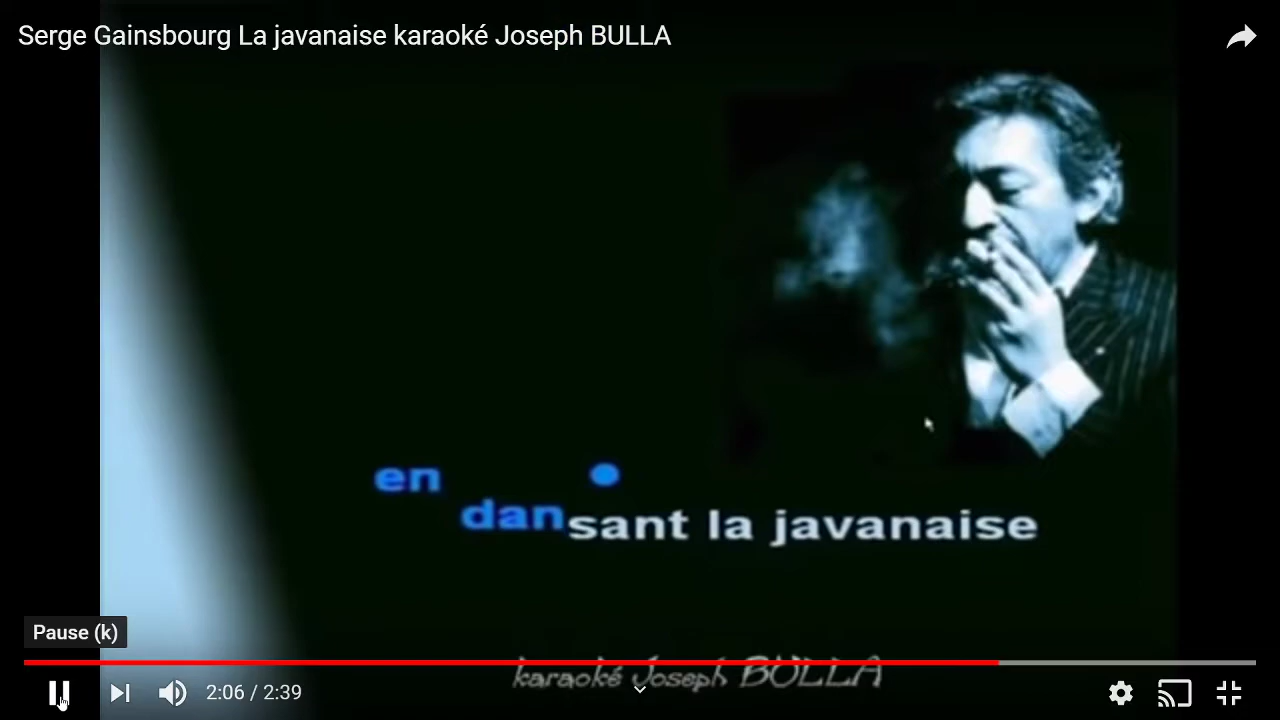 Serge Gainsbourg La javanaise karaoké Joseph BULLA
en
dansant la javanaise
Pause (k)
karaoké Joseph BULLA
2:06 / 2:39